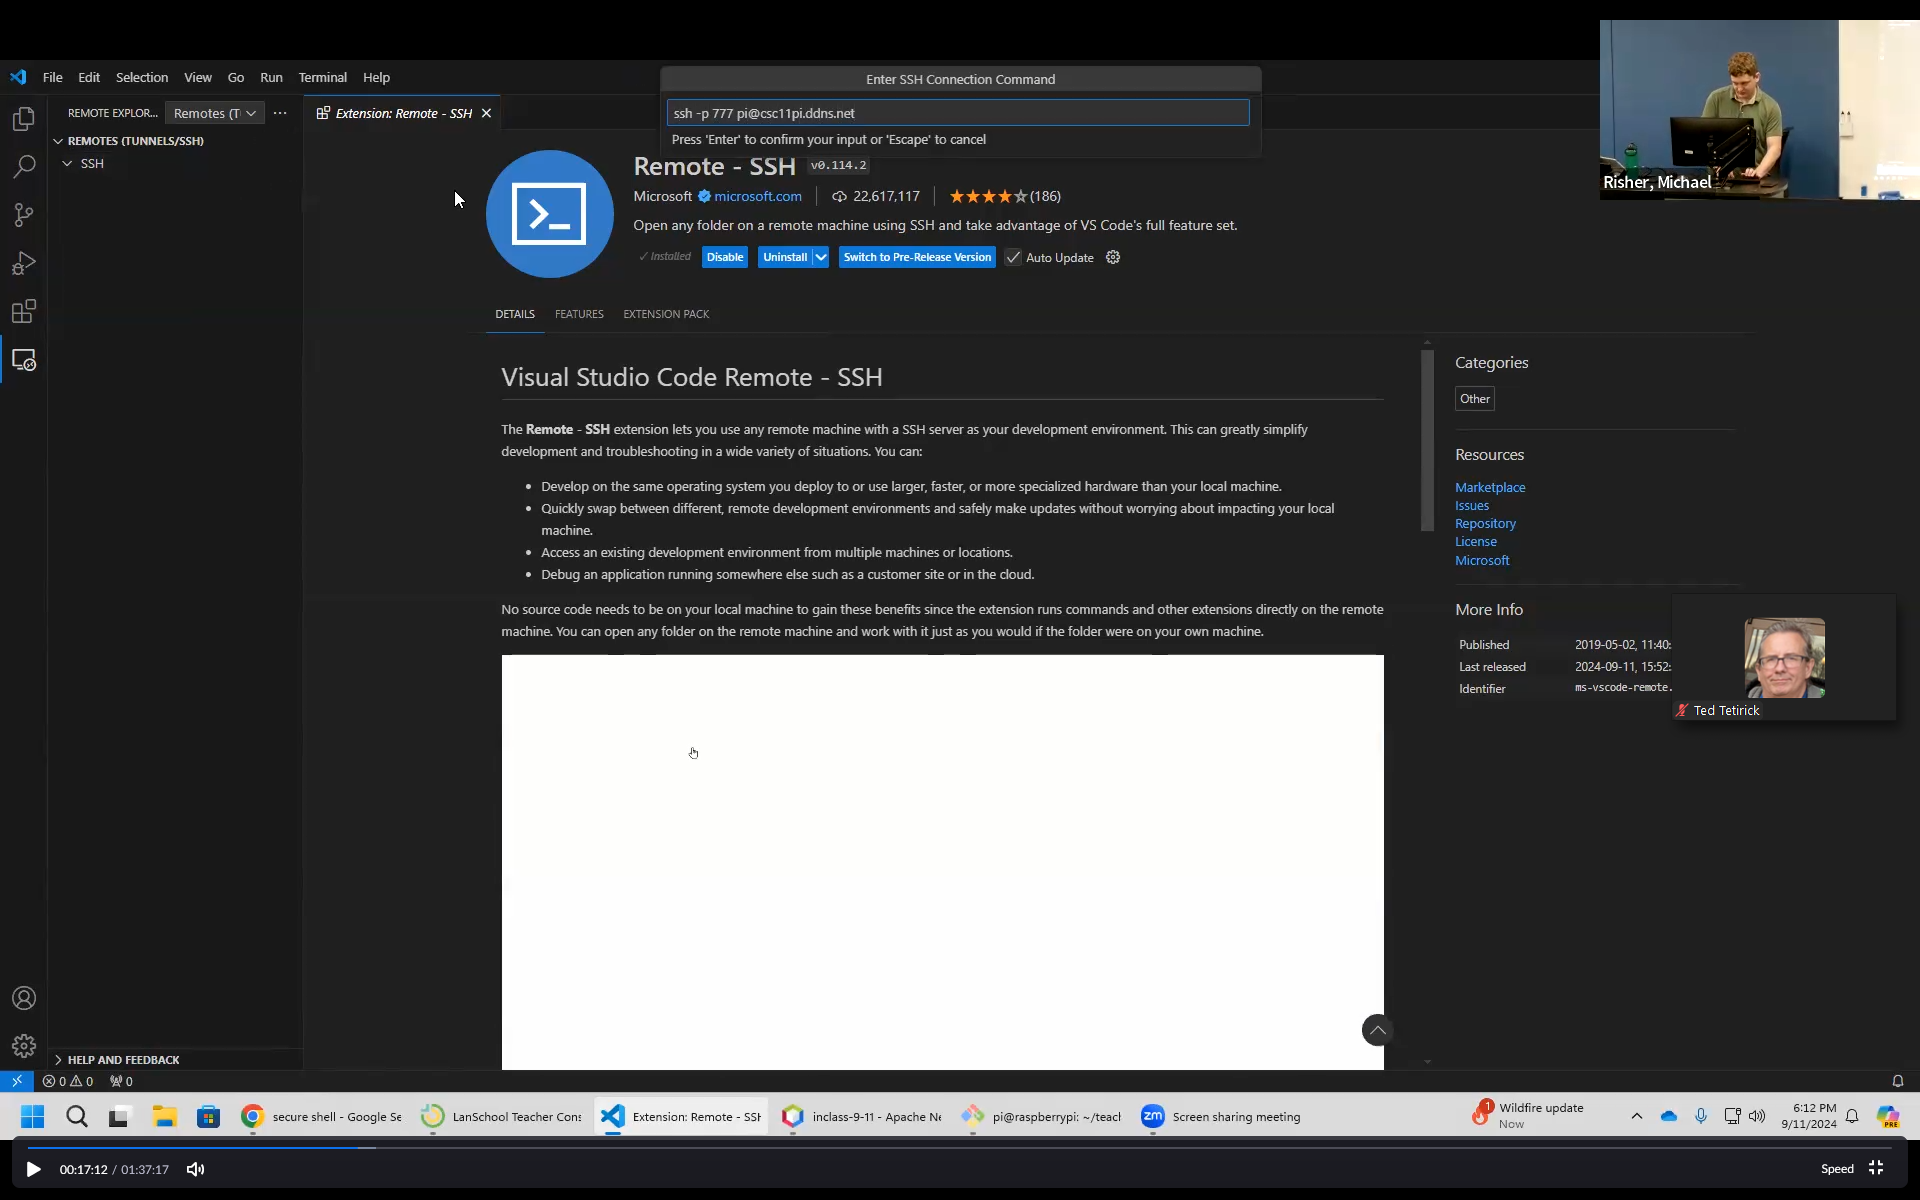 File Edit Selection View Go Run Terminal Help
Enter SSH Connection Command
REMOTE EXPLOR... Remotes (T
Extension: Remote - SSH
ssh -p 777 pi@csc11pi.ddns.net
Press 'Enter' to confirm your input or 'Escape' to cancel
REMOTES (TUNNELS/SSH)
SSH
Risher, Michael
Remote - SSH v0.114.2
Microsoft microsoft.com 22,617,117 (186)
Open any folder on a remote machine using SSH and take advantage of VS Code's full feature set.
Installed Disable Uninstall Switch to Pre-Release Version Auto Update
DETAILS FEATURES EXTENSION PACK
Visual Studio Code Remote - SSH
The Remote - SSH extension lets you use any remote machine with a SSH server as your development environment. This can greatly simplify
development and troubleshooting in a wide variety of situations. You can:
• Develop on the same operating system you deploy to or use larger, faster, or more specialized hardware than your local machine.
• Quickly swap between different, remote development environments and safely make updates without worrying about impacting your local
machine.
• Access an existing development environment from multiple machines or locations.
• Debug an application running somewhere else such as a customer site or in the cloud.
No source code needs to be on your local machine to gain these benefits since the extension runs commands and other extensions directly on the remote
machine. You can open any folder on the remote machine and work with it just as you would if the folder were on your own machine.
Categories
Other
Resources
Marketplace
Issues
Repository
License
Microsoft
More Info
Published 2019-05-02, 11:40:
Last released 2024-09-11, 15:52:
Identifier ms-vscode-remote.
Ted Tetirick
HELP AND FEEDBACK
0 0 0
secure shell - Google Se
LanSchool Teacher Cons
Extension: Remote - SSH
inclass-9-11 - Apache Ne
pi@raspberrypi: ~/teach
zm Screen sharing meeting
1 Wildfire update
Now
6:12 PM
9/11/2024
PRE
00:17:12 / 01:37:17
Speed